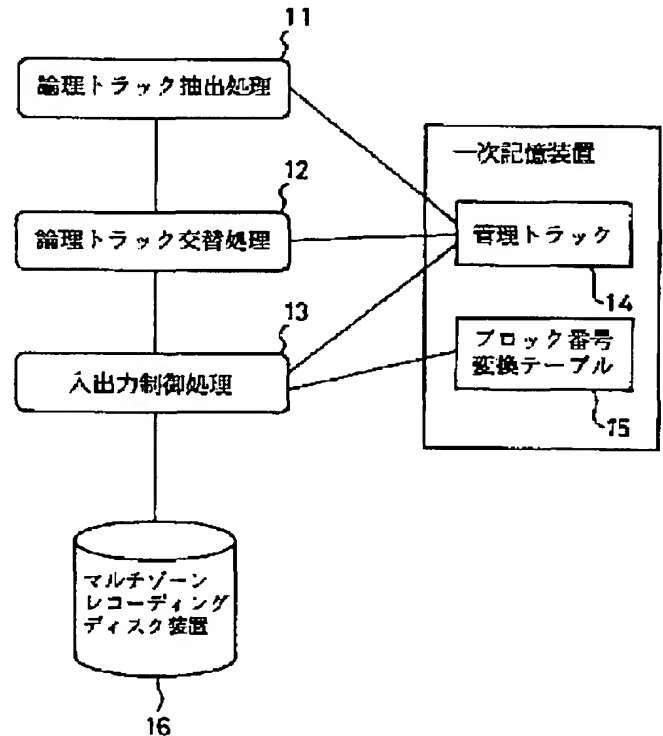 11
論理トラック抽出処理
一次記憶装置
12
論理トラック交替処理
管理トラック
14
13
入出力制御処理
ブロック番号
変換テーブル
15
マルチゾーン
レコーディング
ディスク装置
16